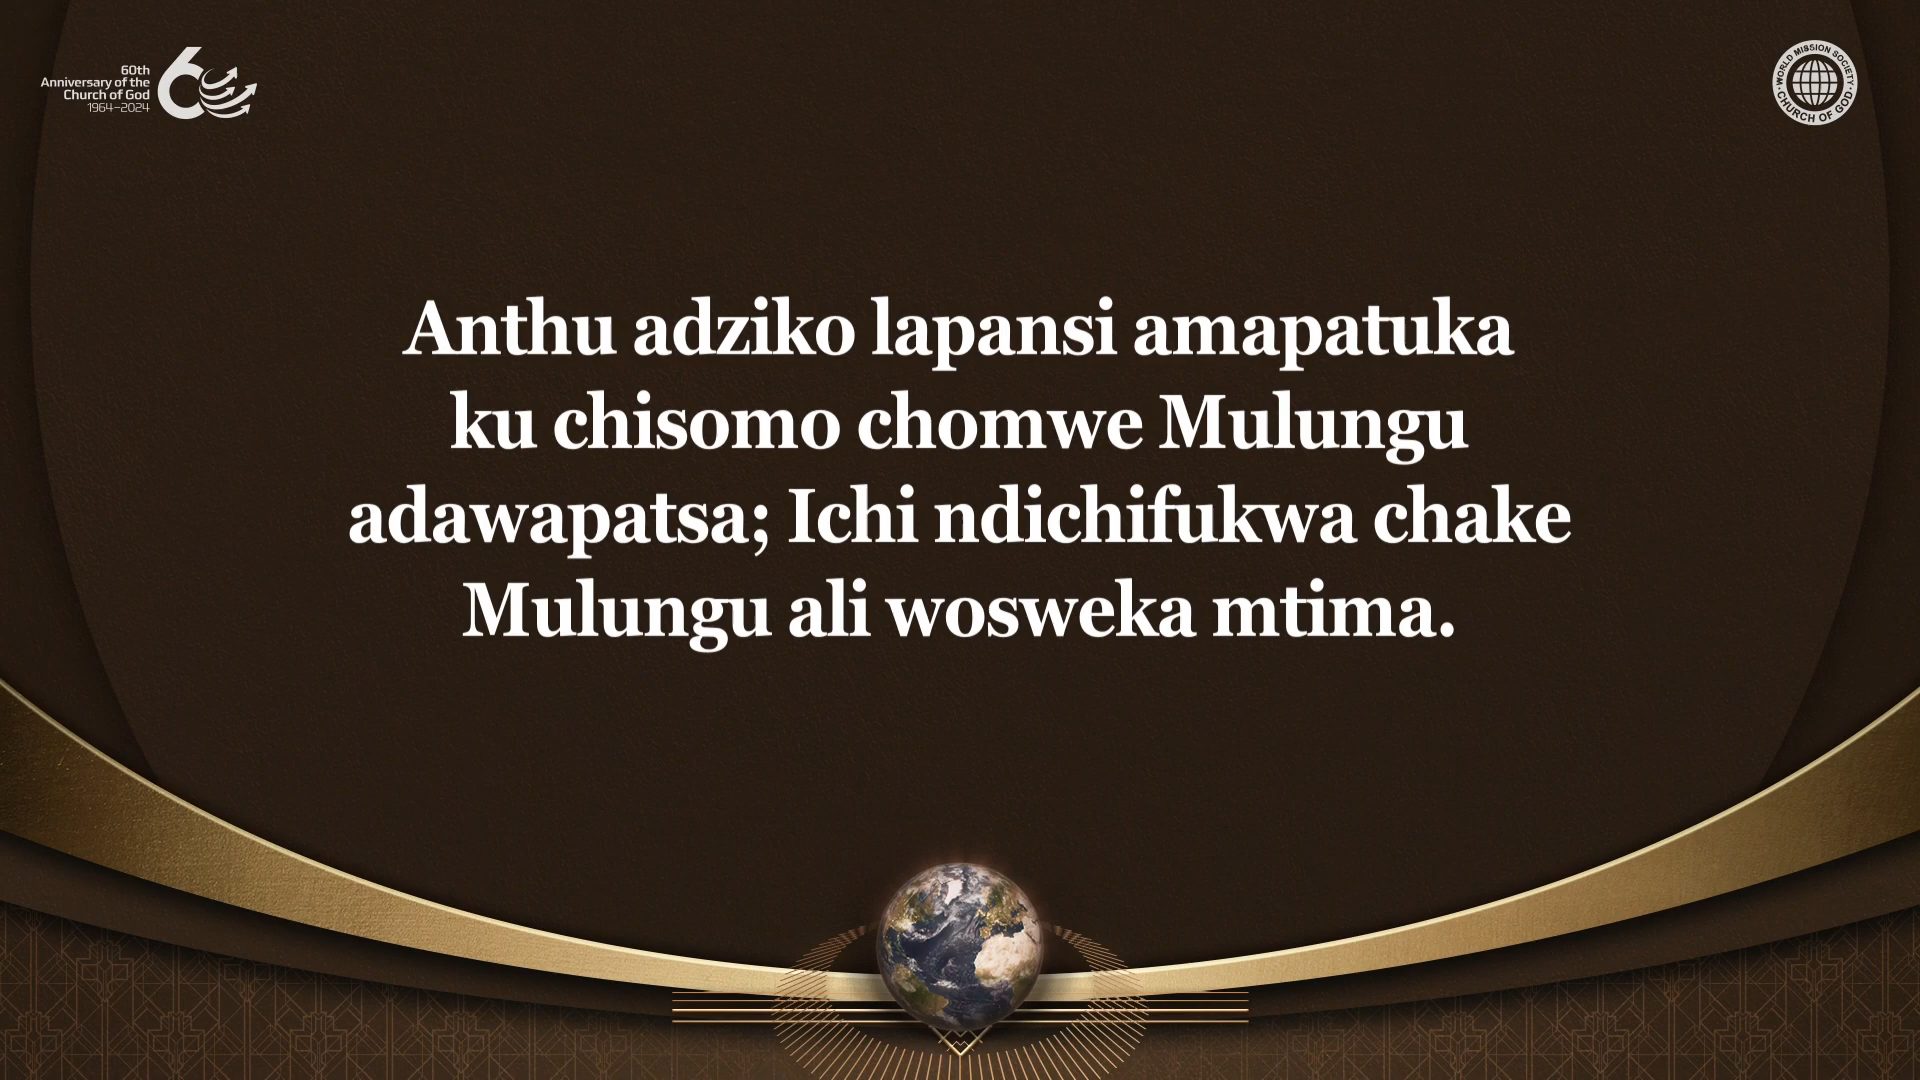 60th
Anniversary of the
Church of God
1964–2024
WORLD MISSION SOCIETY
CHURCH OF GOD
Anthu adziko lapansi amapatuka
ku chisomo chomwe Mulungu
adawapatsa; Ichi ndichifukwa chake
Mulungu ali wosweka mtima.